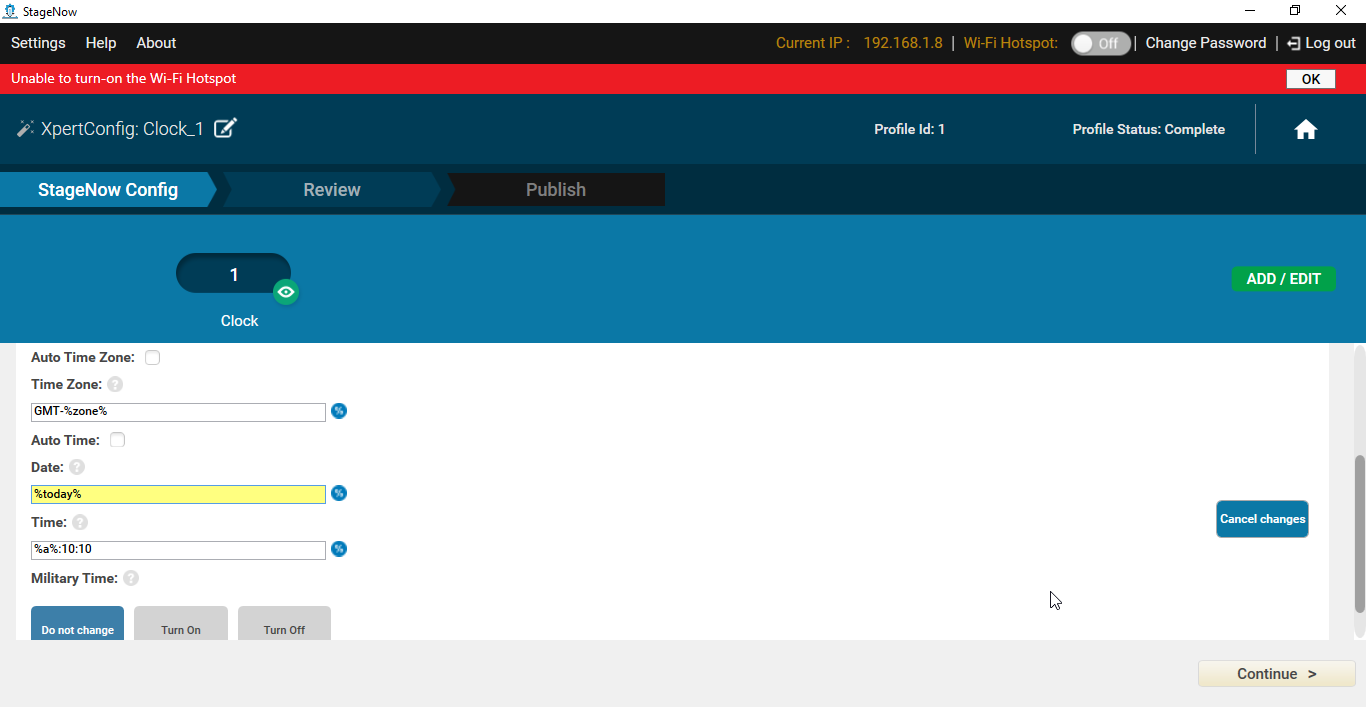 StageNow
Settings Help About Current IP : 192.168.1.8 | Wi-Fi Hotspot: Off | Change Password | Log out
Unable to turn-on the Wi-Fi Hotspot OK
XpertConfig: Clock_1 Profile Id: 1 Profile Status: Complete
StageNow Config Review Publish
1
ADD / EDIT
Clock
Auto Time Zone:
Time Zone: ?
GMT-%zone% %
Auto Time:
Date: ?
%today% %
Time: ?
Cancel changes
%a%:10:10 %
Military Time: ?
Do not change Turn On Turn Off
Continue >